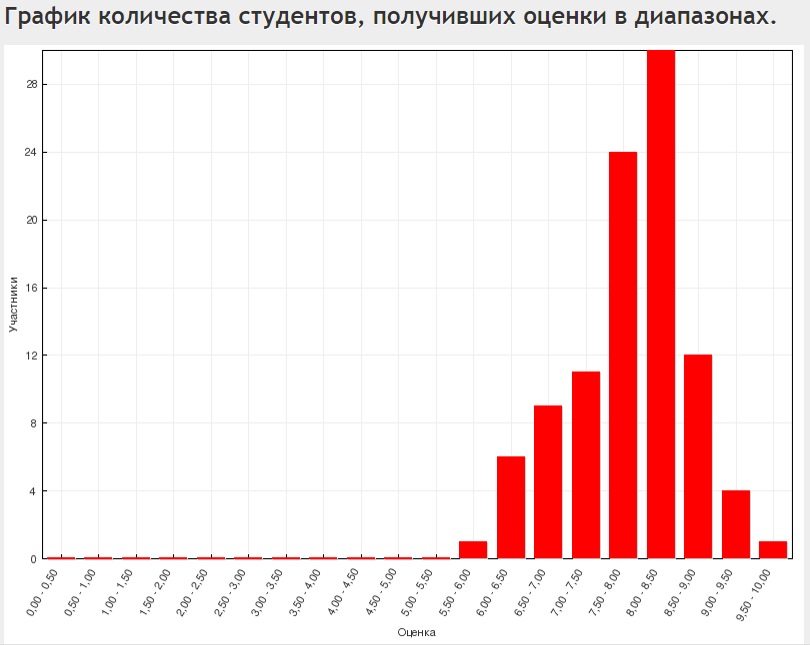 График количества студентов, получивших оценки в диапазонах.
28
24
20
16
12
8
4
0
Участники
0,00 - 0,50
0,50 - 1,00
1,00 - 1,50
1,50 - 2,00
2,00 - 2,50
2,50 - 3,00
3,00 - 3,50
3,50 - 4,00
4,00 - 4,50
4,50 - 5,00
5,00 - 5,50
5,50 - 6,00
6,00 - 6,50
6,50 - 7,00
7,00 - 7,50
7,50 - 8,00
8,00 - 8,50
8,50 - 9,00
9,00 - 9,50
9,50 - 10,00
Оценка